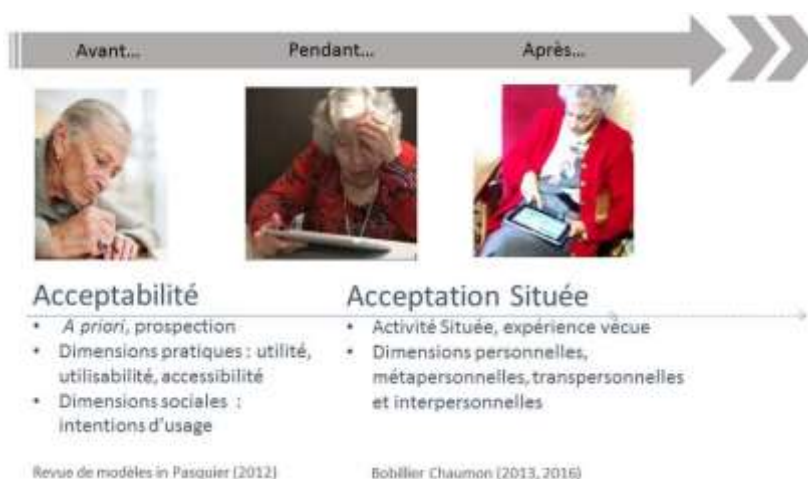 Avant... Pendant... Après...
Acceptabilité
• A priori, prospection
• Dimensions pratiques : utilité,
utilisabilité, accessibilité
• Dimensions sociales :
intentions d'usage
Revue de modèles in Pasquier (2012)
Acceptation Située
• Activité Située, expérience vécue
• Dimensions personnelles,
métapersonnelles, transpersonnelles
et interpersonnelles
Bobillier Chaumon (2013, 2016)